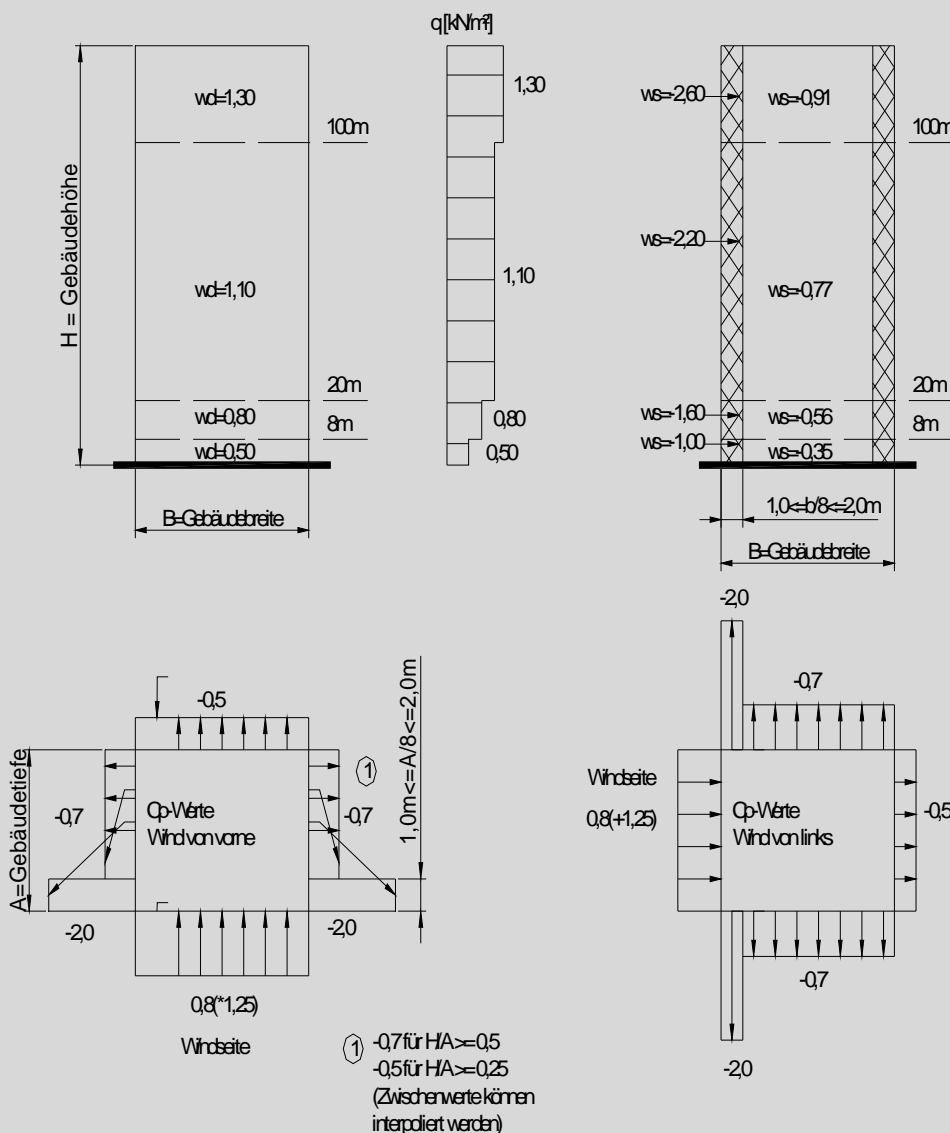 q[kN/m²]
wd=1,30
100m
wd=1,10
20m
wd=0,80
8m
wd=0,50
H = Gebäudehöhe
B=Gebäudebreite
1,30
1,10
0,80
0,50
ws=-2,60
ws=-0,91
100m
ws=-2,20
ws=-0,77
20m
ws=-1,60
ws=-0,56
8m
ws=-1,00
ws=-0,35
1,0<=b/8<=2,0m
B=Gebäudebreite
-0,5
1
-0,7
Cp-Werte
Wind von vorne
-0,7
A=Gebäudetiefe
1,0m<=A/8<=2,0m
-2,0
-2,0
0,8(*1,25)
Windseite
1
-0,7 für H/A>=0,5
-0,5 für H/A>=0,25
(Zwischenwerte können
interpoliert werden)
-2,0
-0,7
Windseite
0,8(+1,25)
Cp-Werte
Wind von links
-0,5
-0,7
-2,0